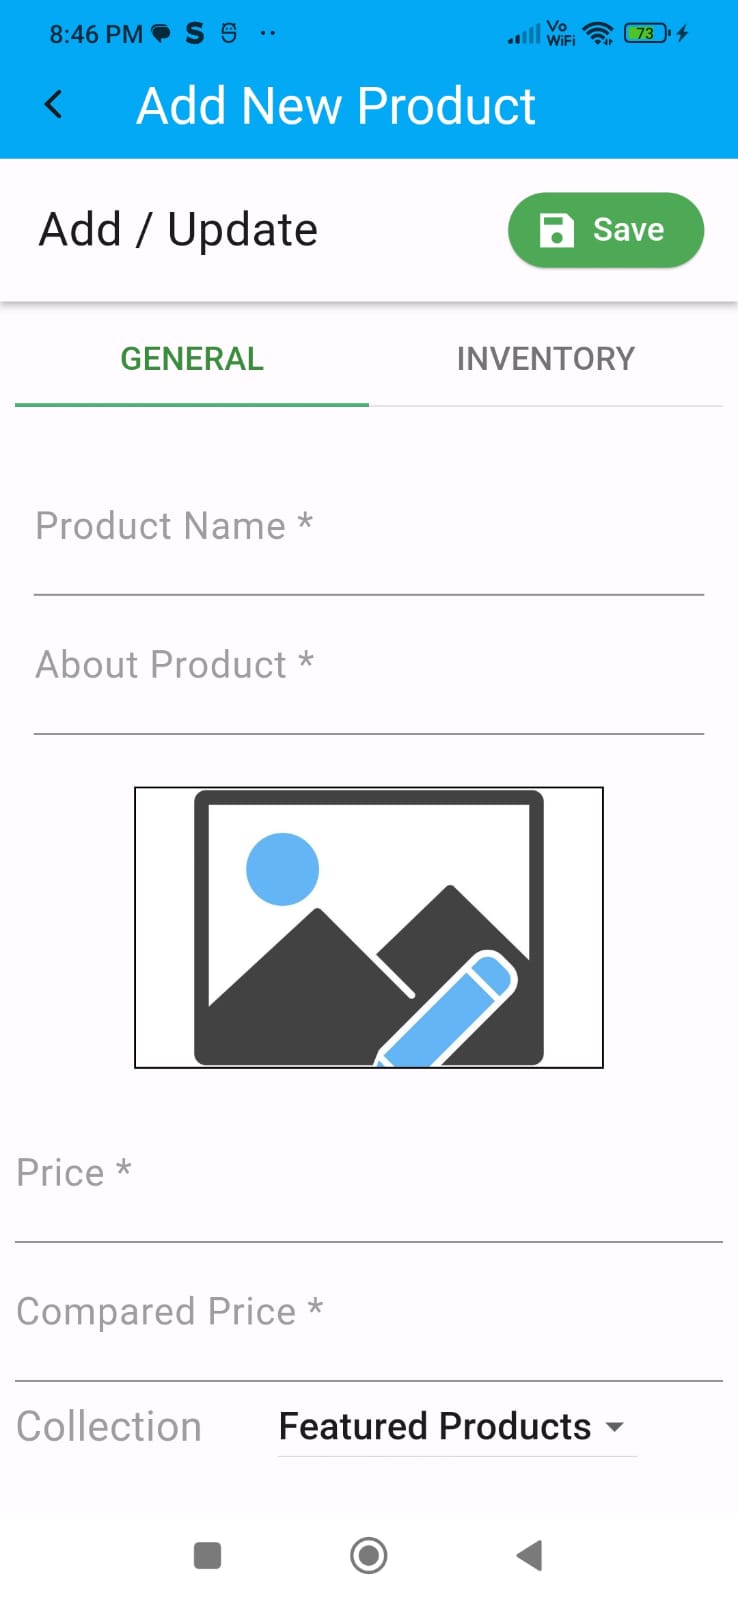 8:46 PM
Vo WiFi
73
Add New Product
Add / Update
Save
GENERAL
INVENTORY
Product Name *
About Product *
Price *
Compared Price *
Collection
Featured Products